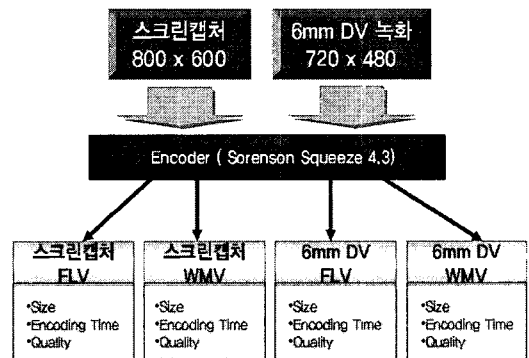 스크린캡처
800 x 600
6mm DV 녹화
720 x 480
Encoder ( Sorenson Squeeze 4.3)
스크린캡처
FLV
•Size
•Encoding Time
•Quality
스크린캡처
WMV
•Size
•Encoding Time
•Quality
6mm DV
FLV
•Size
•Encoding Time
•Quality
6mm DV
WMV
•Size
•Encoding Time
•Quality